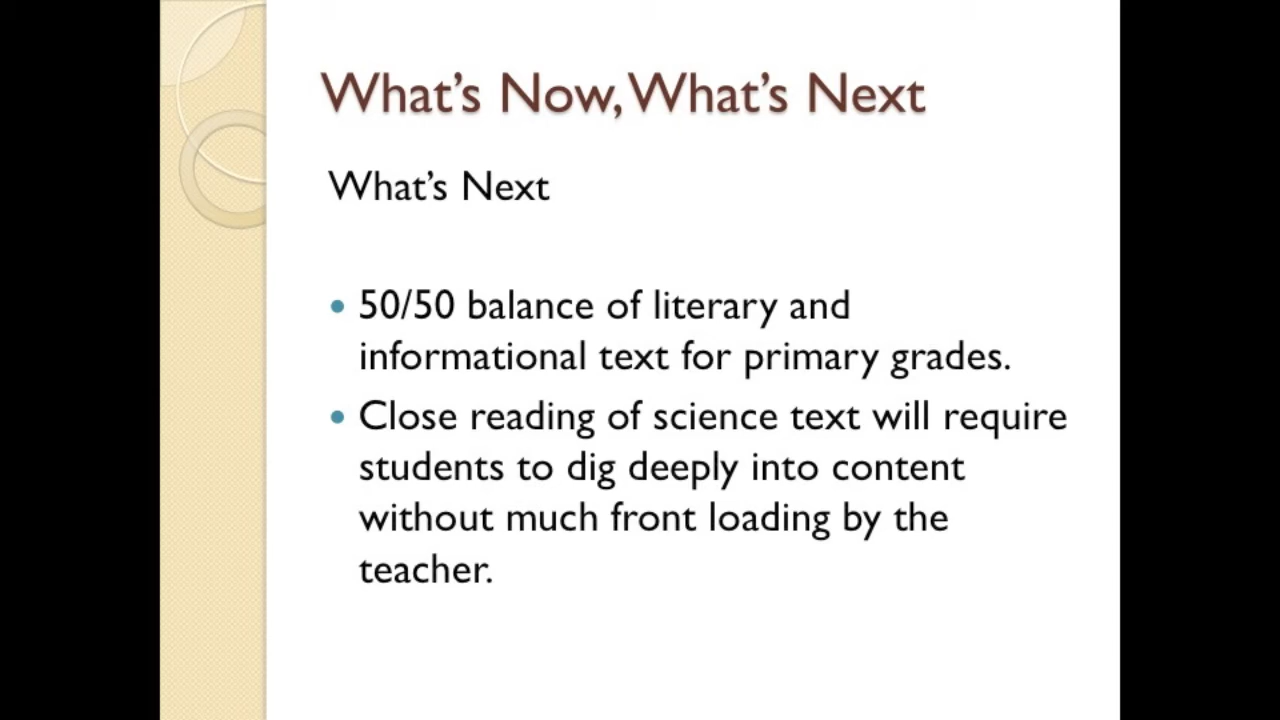 What's Now, What's Next
What's Next
• 50/50 balance of literary and
informational text for primary grades.
• Close reading of science text will require
students to dig deeply into content
without much front loading by the
teacher.